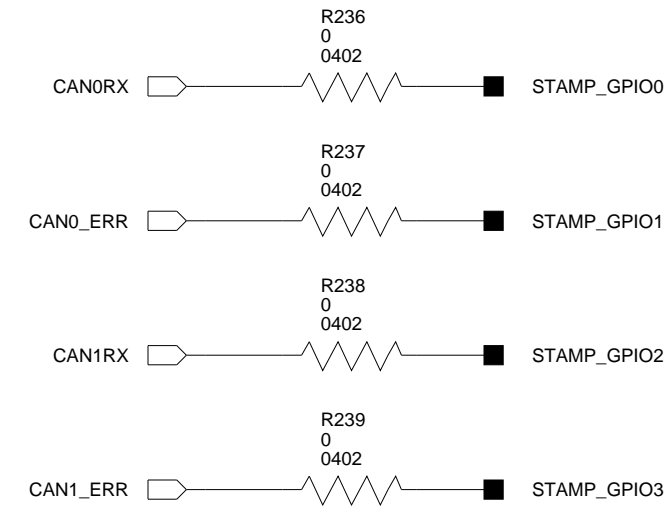 R236
0
0402
CAN0RX
STAMP_GPIO0
R237
0
0402
CAN0_ERR
STAMP_GPIO1
R238
0
0402
CAN1RX
STAMP_GPIO2
R239
0
0402
CAN1_ERR
STAMP_GPIO3